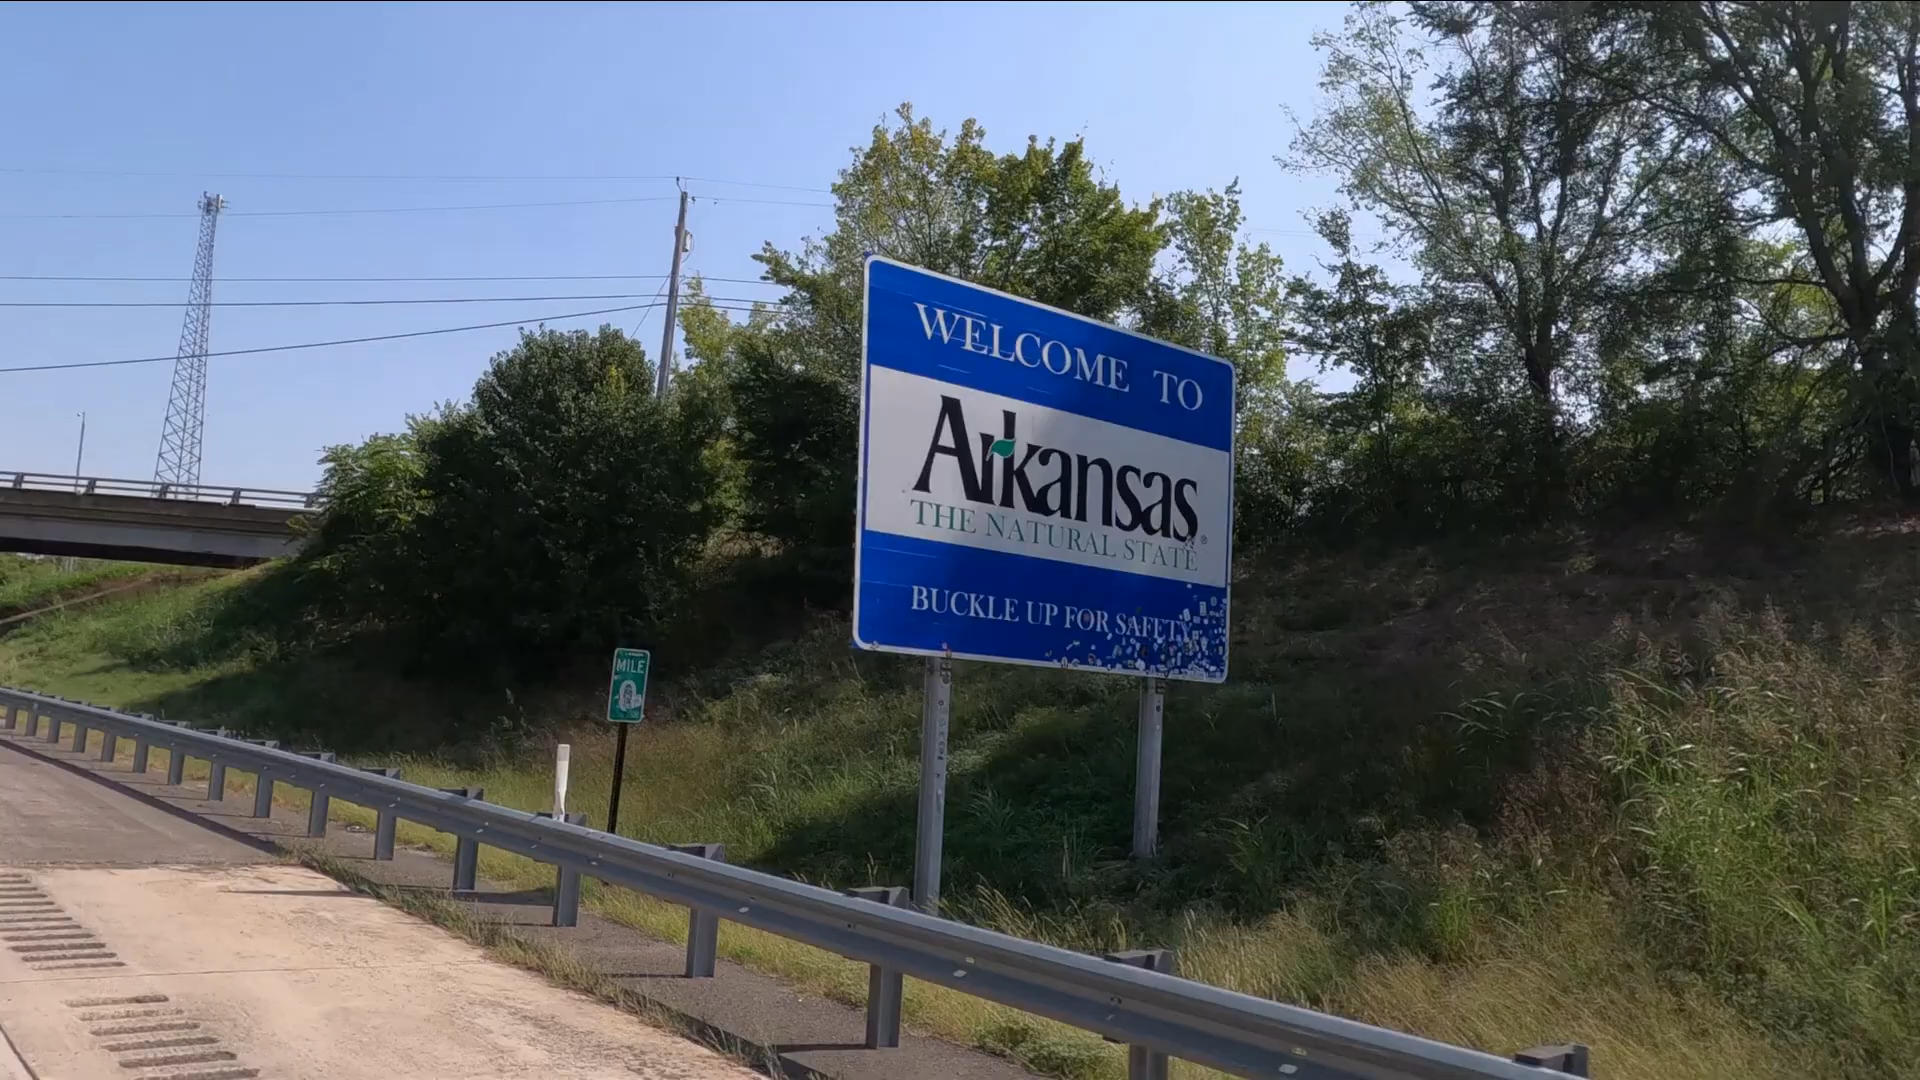 WELCOME TO
Arkansas®
THE NATURAL STATE
BUCKLE UP FOR SAFETY
MILE